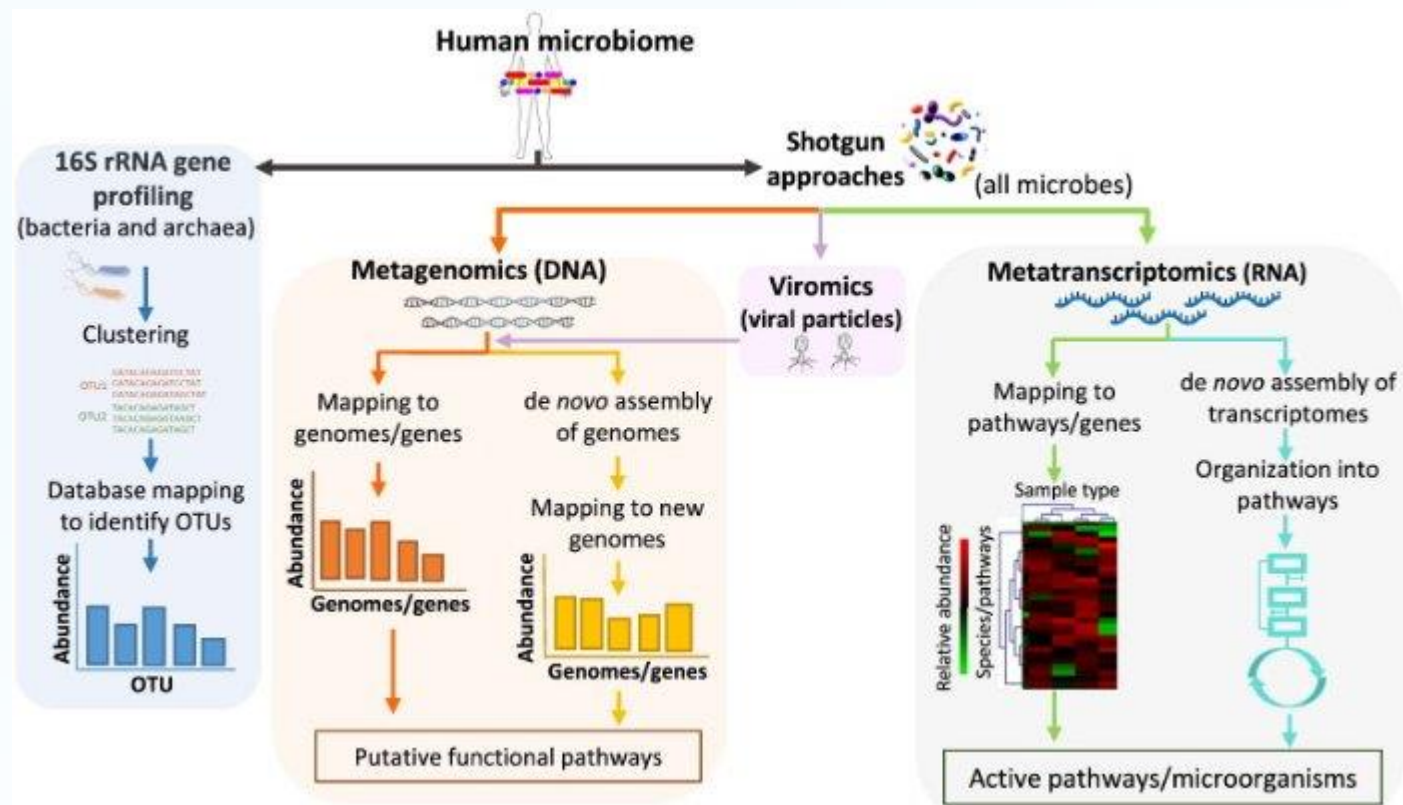 Human microbiome
16S rRNA gene
profiling
(bacteria and archaea)
Shotgun
approaches
(all microbes)
Clustering
OTU1
GATACAGAGATGCTAT
OTU2
TACACAGAGATAGCT
TACACAGAGATAGCT
Database mapping
to identify OTUs
Abundance
OTU
Metagenomics (DNA)
Mapping to
genomes/genes
Abundance
Genomes/genes
de novo assembly
of genomes
Mapping to new
genomes
Abundance
Genomes/genes
Putative functional pathways
Viromics
(viral particles)
Metatranscriptomics (RNA)
Mapping to
pathways/genes
Sample type
Relative abundance
Species/pathways
de novo assembly of
transcriptomes
Organization into
pathways
Active pathways/microorganisms